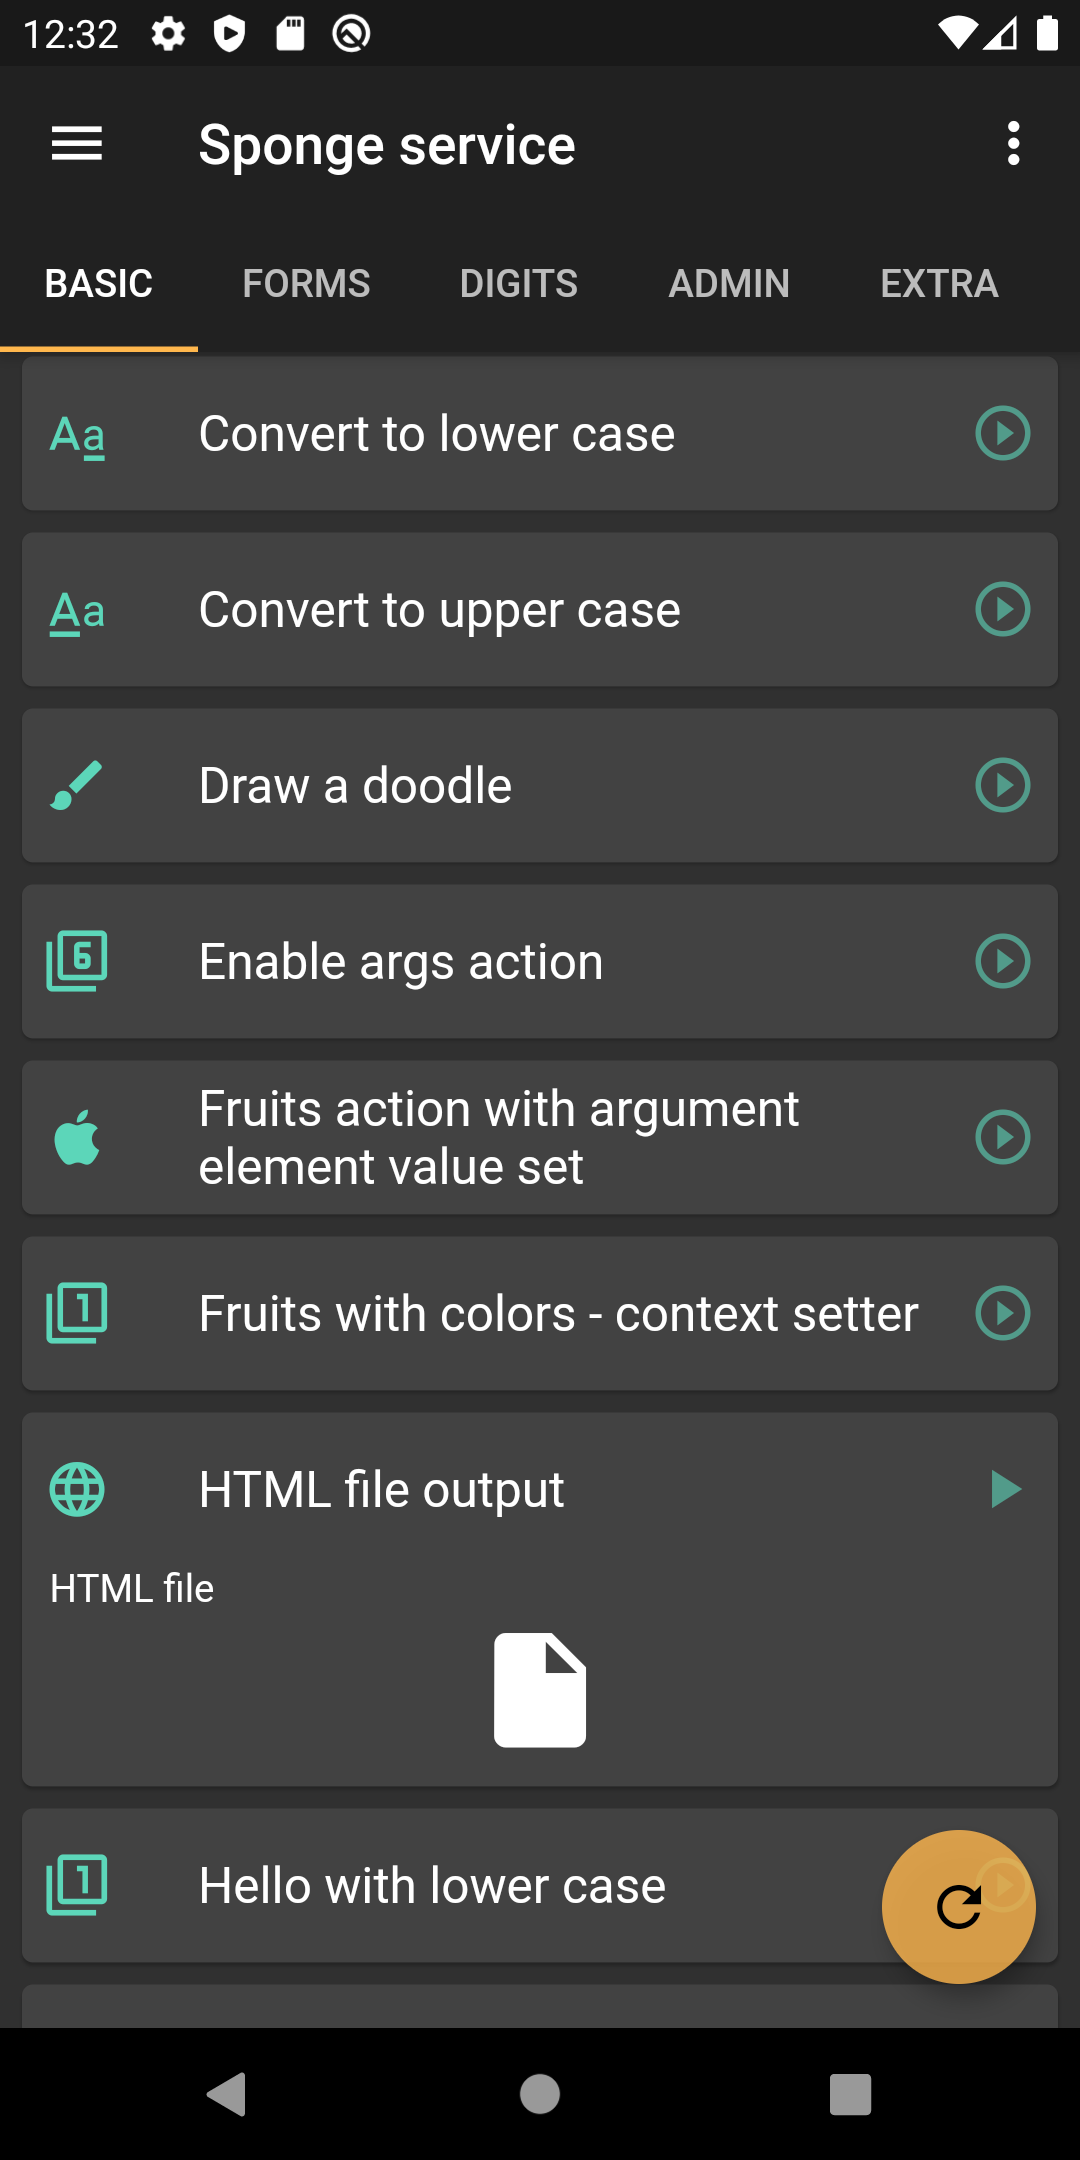 12:32
Sponge service
BASIC FORMS DIGITS ADMIN EXTRA
Aa Convert to lower case
Aa Convert to upper case
Draw a doodle
6 Enable args action
Fruits action with argument
element value set
1 Fruits with colors - context setter
HTML file output
HTML file
1 Hello with lower case